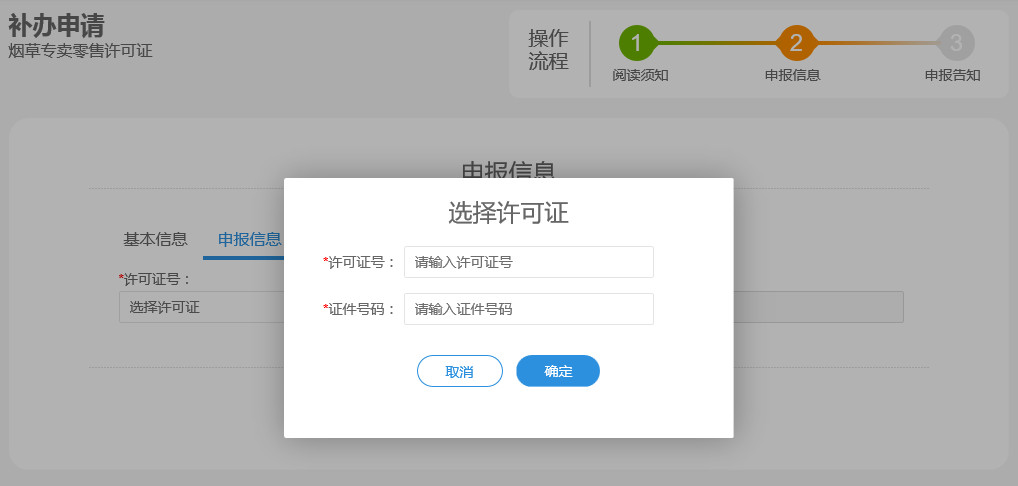 补办申请
烟草专卖零售许可证
操作
流程
1
2
3
阅读须知
申报信息
申报告知
申报信息
基本信息
申报信息
*许可证号：
选择许可证
选择许可证
*许可证号：
请输入许可证号
*证件号码：
请输入证件号码
取消
确定